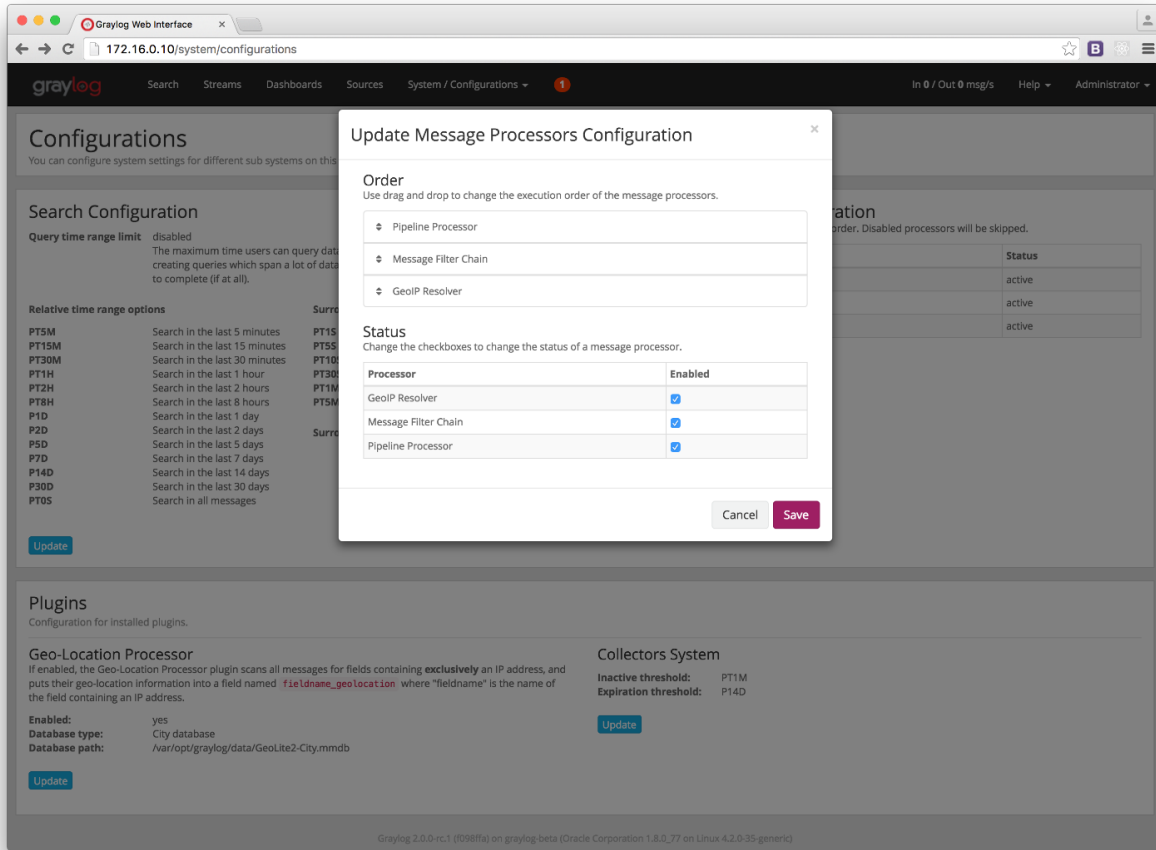 Graylog Web Interface
172.16.0.10/system/configurations
graylog Search Streams Dashboards Sources System / Configurations 1 In 0 / Out 0 msg/s Help Administrator
Configurations
You can configure system settings for different sub systems on this
Update Message Processors Configuration ×
Order
Use drag and drop to change the execution order of the message processors.
Pipeline Processor
Message Filter Chain
GeoIP Resolver
Status
Change the checkboxes to change the status of a message processor.
Processor Enabled
GeoIP Resolver
Message Filter Chain
Pipeline Processor
Cancel Save
Search Configuration
Query time range limit disabled
The maximum time users can query data
creating queries which span a lot of data
to complete (if at all).
Relative time range options
PT5M Search in the last 5 minutes
PT15M Search in the last 15 minutes
PT30M Search in the last 30 minutes
PT1H Search in the last 1 hour
PT2H Search in the last 2 hours
PT8H Search in the last 8 hours
P1D Search in the last 1 day
P2D Search in the last 2 days
P5D Search in the last 5 days
P7D Search in the last 7 days
P14D Search in the last 14 days
P30D Search in the last 30 days
PT0S Search in all messages
Update
Surro
PT1S
PT5S
PT10S
PT30S
PT1M
PT5M
Surro
ration
order. Disabled processors will be skipped.
Status
active
active
active
Plugins
Configuration for installed plugins.
Geo-Location Processor
If enabled, the Geo-Location Processor plugin scans all messages for fields containing exclusively an IP address, and
puts their geo-location information into a field named fieldname_geolocation where "fieldname" is the name of
the field containing an IP address.
Enabled: yes
Database type: City database
Database path: /var/opt/graylog/data/GeoLite2-City.mmdb
Update
Collectors System
Inactive threshold: PT1M
Expiration threshold: P14D
Update
Graylog 2.0.0-rc.1 (f098ffa) on graylog-beta (Oracle Corporation 1.8.0_77 on Linux 4.2.0-35-generic)